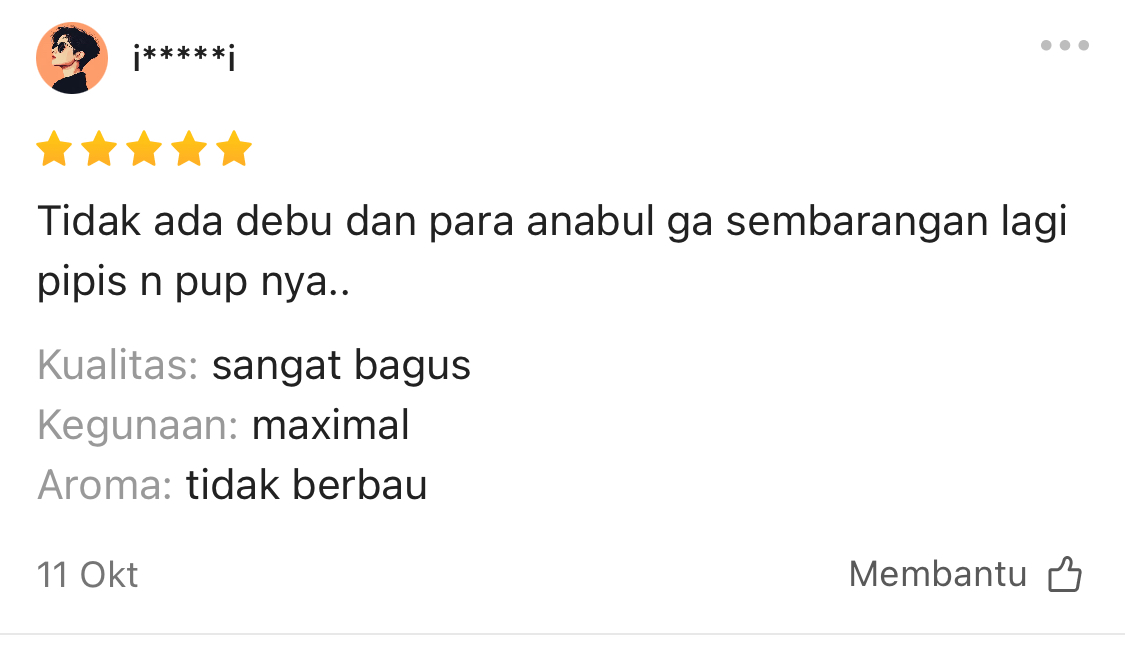 i*****i
Tidak ada debu dan para anabul ga sembarangan lagi
pipis n pup nya..
Kualitas: sangat bagus
Kegunaan: maximal
Aroma: tidak berbau
11 Okt
Membantu